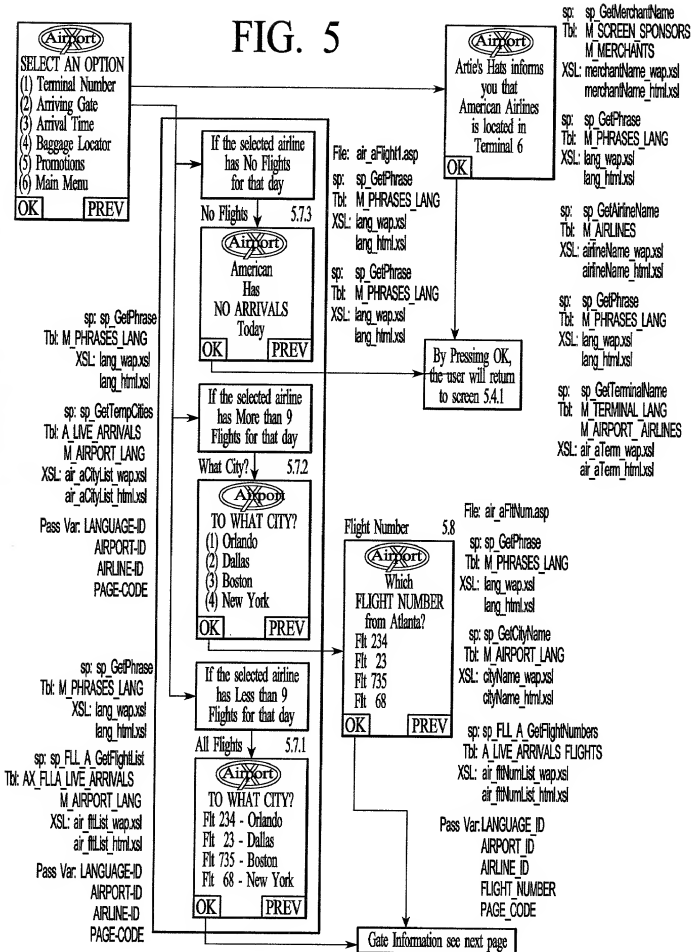 FIG. 5
Airport
SELECT AN OPTION
(1) Terminal Number
(2) Arriving Gate
(3) Arrival Time
(4) Baggage Locator
(5) Promotions
(6) Main Menu
OK PREV
Airport
Artie's Hats informs
you that
American Airlines
is located in
Terminal 6
OK
sp: sp_GetMerchantName
Tbl: M_SCREEN_SPONSORS
M_MERCHANTS
XSL: merchantName_wap.xsl
merchantName_html.xsl
sp: sp_GetPhrase
Tbl: M_PHRASES_LANG
XSL: lang_wap.xsl
lang_html.xsl
sp: sp_GetAirlineName
Tbl: M_AIRLINES
XSL: airlineName_wap.xsl
airlineName_html.xsl
sp: sp_GetPhrase
Tbl: M_PHRASES_LANG
XSL: lang_wap.xsl
lang_html.xsl
sp: sp_GetTerminalName
Tbl: M_TERMINAL_LANG
M_AIRPORT_AIRLINES
XSL: air_aTerm_wap.xsl
air_aTerm_html.xsl
If the selected airline
has No Flights
for that day
No Flights 5.7.3
Airport
American
Has
NO ARRIVALS
Today
OK PREV
File: air_aFlight1.asp
sp: sp_GetPhrase
Tbl: M_PHRASES_LANG
XSL: lang_wap.xsl
lang_html.xsl
sp: sp_GetPhrase
Tbl: M_PHRASES_LANG
XSL: lang_wap.xsl
lang_html.xsl
By Pressimg OK,
the user will return
to screen 5.4.1
sp: sp_GetPhrase
Tbl: M_PHRASES_LANG
XSL: lang_wap.xsl
lang_html.xsl
sp: sp_GetTempCities
Tbl: A_LIVE_ARRIVALS
M_AIRPORT_LANG
XSL: air_aCityList_wap.xsl
air_aCityList_html.xsl
Pass Var: LANGUAGE-ID
AIRPORT-ID
AIRLINE-ID
PAGE-CODE
If the selected airline
has More than 9
Flights for that day
What City? 5.7.2
Airport
TO WHAT CITY?
(1) Orlando
(2) Dallas
(3) Boston
(4) New York
OK PREV
Flight Number 5.8
Airport
Which
FLIGHT NUMBER
from Atlanta?
Flt 234
Flt 23
Flt 735
Flt 68
OK PREV
File: air_aFltNum.asp
sp: sp_GetPhrase
Tbl: M_PHRASES_LANG
XSL: lang_wap.xsl
lang_html.xsl
sp: sp_GetCityName
Tbl: M_AIRPORT_LANG
XSL: cityName_wap.xsl
cityName_html.xsl
sp: sp_FLL_A_GetFlightNumbers
Tbl: A_LIVE_ARRIVALS FLIGHTS
XSL: air_fltNumList_wap.xsl
air_fltNumList_html.xsl
Pass Var: LANGUAGE_ID
AIRPORT_ID
AIRLINE_ID
FLIGHT_NUMBER
PAGE_CODE
sp: sp_GetPhrase
Tbl: M_PHRASES_LANG
XSL: lang_wap.xsl
lang_html.xsl
sp: sp_FLL_A_GetFlightList
Tbl: AX_FLLA_LIVE_ARRIVALS
M_AIRPORT_LANG
XSL: air_fltList_wap.xsl
air_fltList_html.xsl
Pass Var: LANGUAGE-ID
AIRPORT-ID
AIRLINE-ID
PAGE-CODE
If the selected airline
has Less than 9
Flights for that day
All Flights 5.7.1
Airport
TO WHAT CITY?
Flt 234 - Orlando
Flt 23 - Dallas
Flt 735 - Boston
Flt 68 - New York
OK PREV
Gate Information see next page